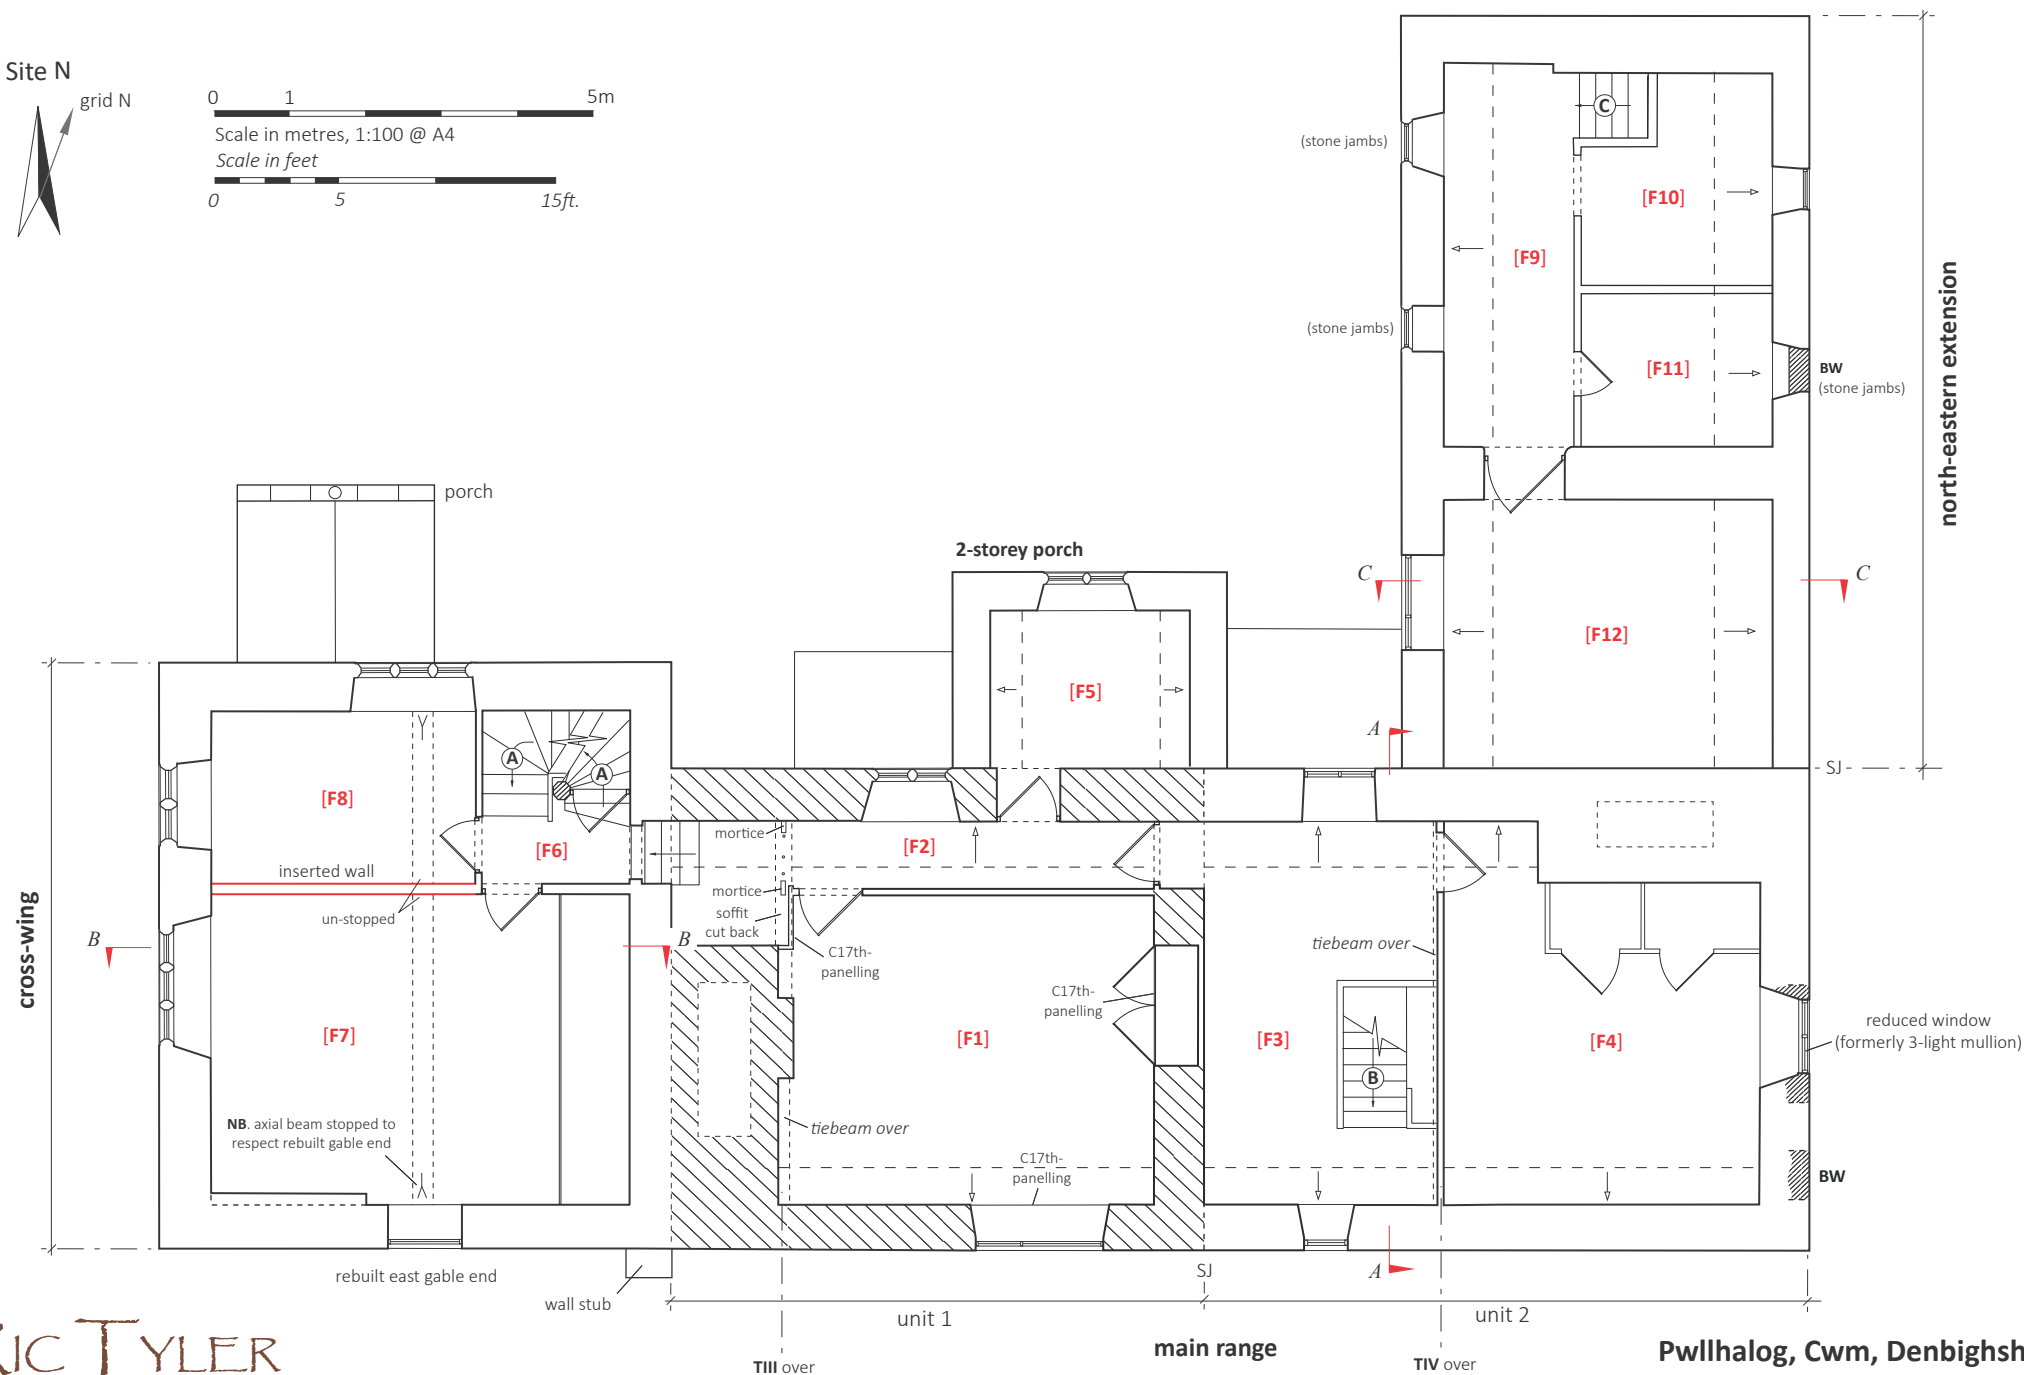 Site N
grid N
0 1 5m
Scale in metres, 1:100 @ A4
Scale in feet
0 5 15ft.
(stone jambs)
C
[F10]
[F9]
(stone jambs)
[F11]
BW
(stone jambs)
north-eastern extension
porch
2-storey porch
C
C
[F12]
[F5]
A
SJ
A
A
[F8]
mortice
[F6]
[F2]
inserted wall
mortice
un-stopped
soffit
cut back
B
B
cross-wing
C17th-
panelling
tiebeam over
C17th-
panelling
[F7]
[F1]
[F3]
[F4]
reduced window
(formerly 3-light mullion)
B
NB. axial beam stopped to
respect rebuilt gable end
tiebeam over
C17th-
panelling
BW
rebuilt east gable end
SJ
A
wall stub
unit 1
unit 2
main range
TIII over
TIV over
RIC TYLER
Pwllhalog, Cwm, Denbighsh